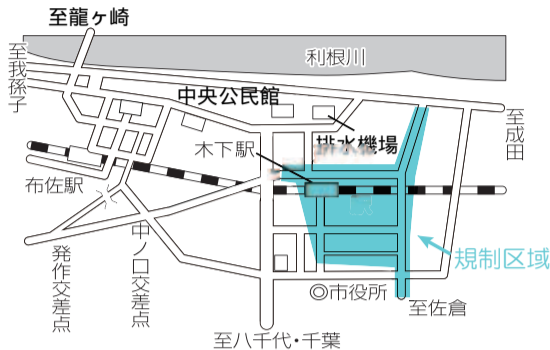 至龍ヶ崎
至我孫子
利根川
中央公民館
排水機場
木下駅
至成田
布佐駅
発作交差点
中ノ口交差点
規制区域
◎市役所
至佐倉
至八千代・千葉